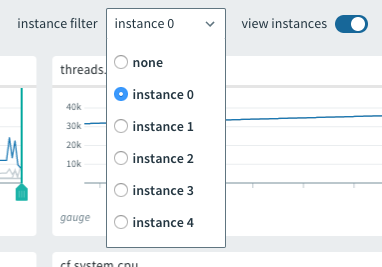 instance filter instance 0 view instances
none
threads.
instance 0
40k
instance 1
30k
20k
instance 2
10k
instance 3
gauge
instance 4
cf.system.cpu